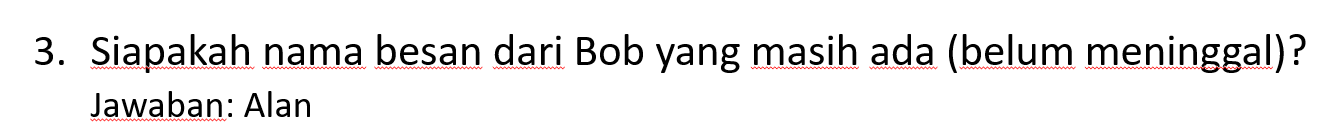 3. Siapakah nama besan dari Bob yang masih ada (belum meninggal)?
Jawaban: Alan